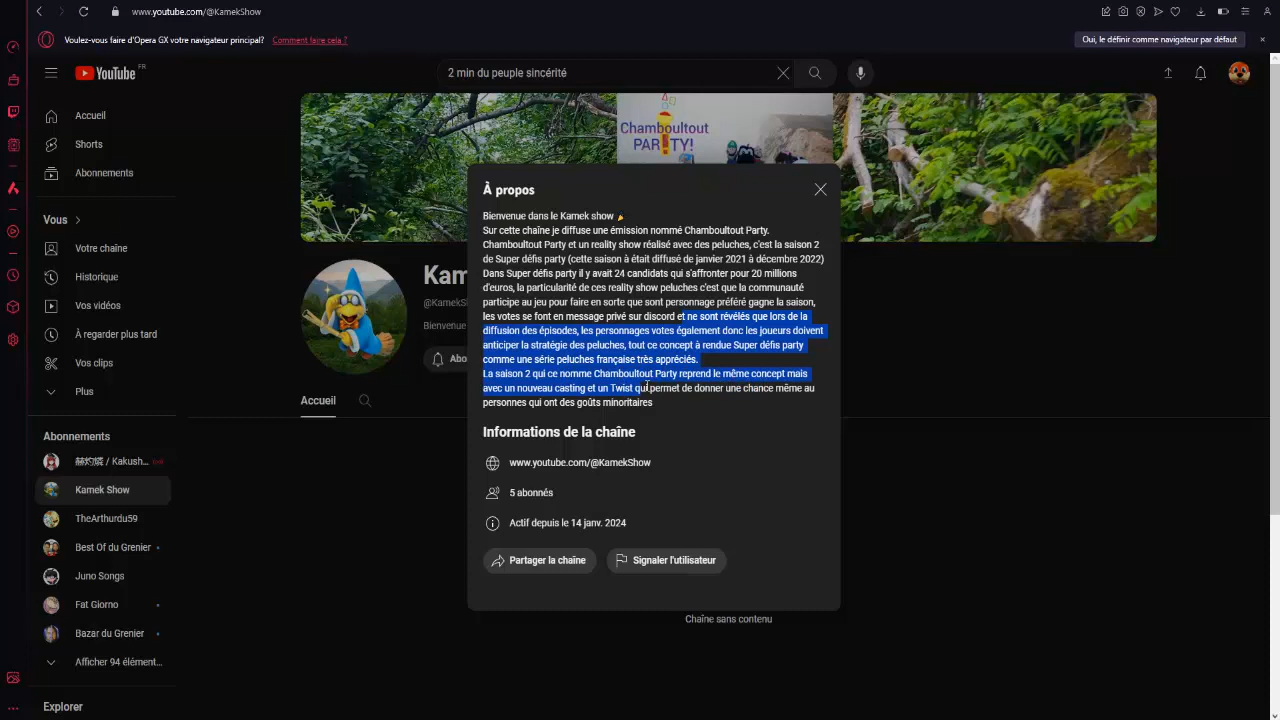 www.youtube.com/@KamekShow
Voulez-vous faire d'Opera GX votre navigateur principal?
Comment faire cela ?
Oui, le définir comme navigateur par défaut
YouTube FR
2 min du peuple sincérité
Accueil
Shorts
Abonnements
Vous
Votre chaîne
Historique
Vos vidéos
À regarder plus tard
Vos clips
Plus
Abonnements
Kakush...
Kamek Show
TheArthurdu59
Best Of du Grenier
Juno Songs
Fat Giorno
Bazar du Grenier
Afficher 94 élément...
Explorer
Chamboultout
PARTY!
Kam
@KamekS
Bienvenue
Abo
Accueil
À propos
Bienvenue dans le Kamek show
Sur cette chaîne je diffuse une émission nommé Chamboultout Party.
Chamboultout Party et un reality show réalisé avec des peluches, c'est la saison 2
de Super défis party (cette saison à était diffusé de janvier 2021 à décembre 2022)
Dans Super défis party il y avait 24 candidats qui s'affronter pour 20 millions
d'euros, la particularité de ces reality show peluches c'est que la communauté
participe au jeu pour faire en sorte que sont personnage préféré gagne la saison,
les votes se font en message privé sur discord et ne sont révélés que lors de la
diffusion des épisodes, les personnages votes également donc les joueurs doivent
anticiper la stratégie des peluches, tout ce concept à rendue Super défis party
comme une série peluches française très appréciés.
La saison 2 qui ce nomme Chamboultout Party reprend le même concept mais
avec un nouveau casting et un Twist qui permet de donner une chance même au
personnes qui ont des goûts minoritaires
Informations de la chaîne
www.youtube.com/@KamekShow
5 abonnés
Actif depuis le 14 janv. 2024
Partager la chaîne
Signaler l'utilisateur
Chaîne sans contenu